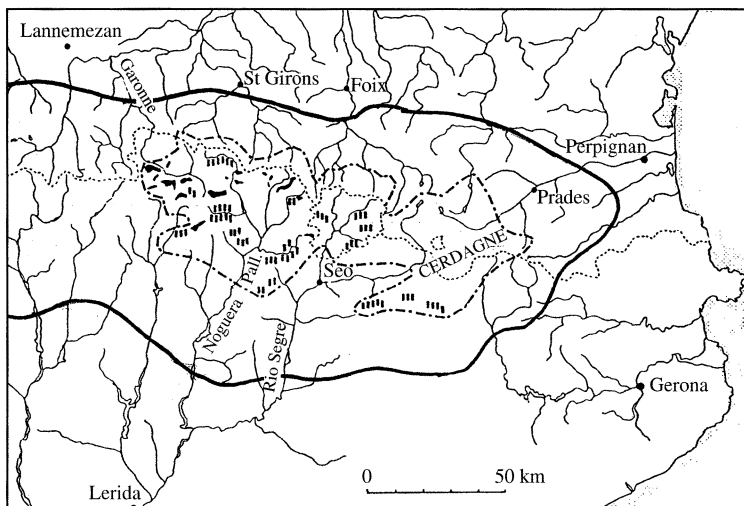 Lannemezan
Garonne
St Girons
Foix
Perpignan
Prades
CERDAGNE
Seo
Noguera Pall
Rio Segre
Gerona
Lerida
0 50 km